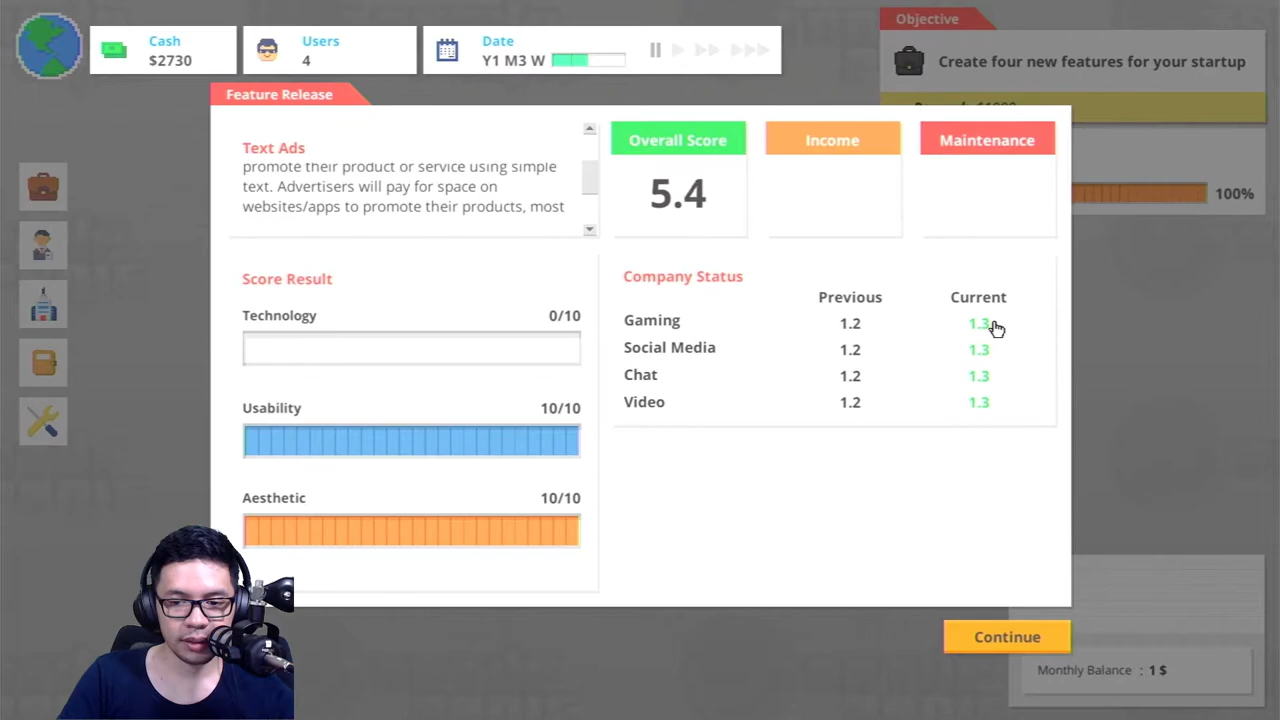 Cash
$2730
Users
4
Date
Y1 M3 W
Objective
Create four new features for your startup
100%
Feature Release
Text Ads
promote their product or service using simple
text. Advertisers will pay for space on
websites/apps to promote their products, most
Overall Score
5.4
Income
Maintenance
Score Result
Technology 0/10
Usability 10/10
Aesthetic 10/10
Company Status
Previous Current
Gaming 1.2 1.3
Social Media 1.2 1.3
Chat 1.2 1.3
Video 1.2 1.3
Continue
Monthly Balance : 1 $